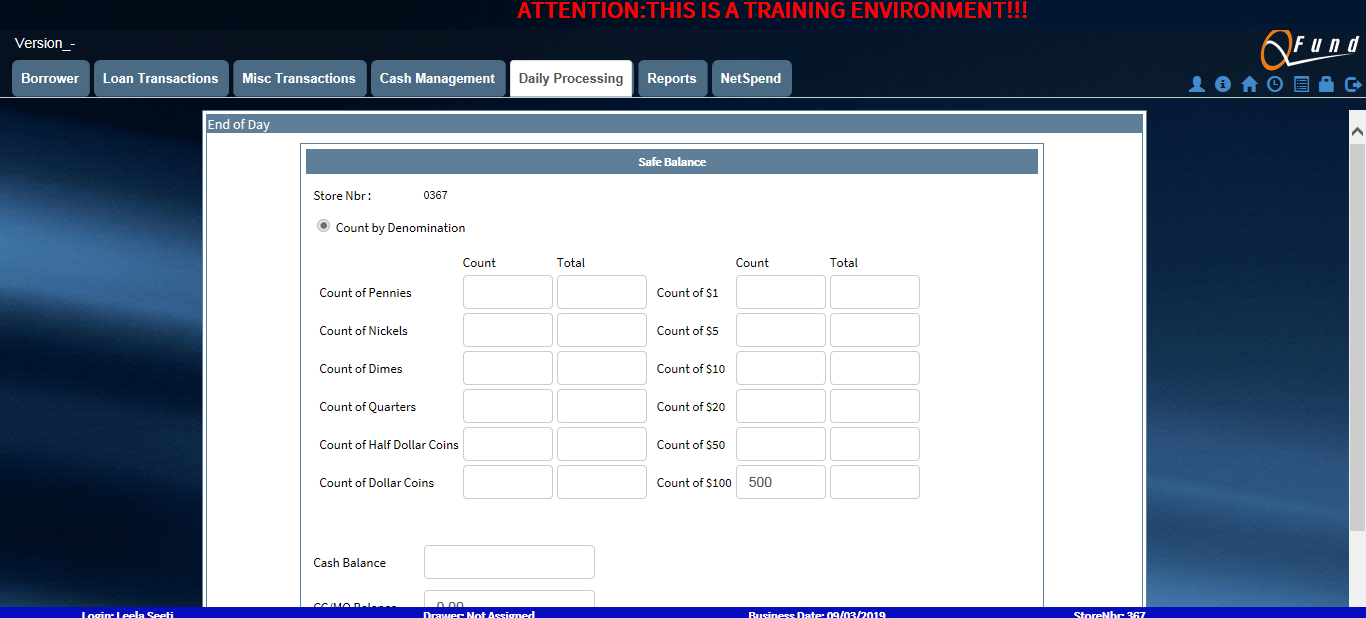 ATTENTION:THIS IS A TRAINING ENVIRONMENT!!!
Version_-
QFund
Borrower Loan Transactions Misc Transactions Cash Management Daily Processing Reports NetSpend
End of Day
Safe Balance
Store Nbr : 0367
Count by Denomination
Count Total Count Total
Count of Pennies Count of $1
Count of Nickels Count of $5
Count of Dimes Count of $10
Count of Quarters Count of $20
Count of Half Dollar Coins Count of $50
Count of Dollar Coins Count of $100 500
Cash Balance
CC/MO Balance 0.00
Login: Leela Seeti Drawer: Not Assigned Business Date: 09/03/2019 StoreNbr: 367